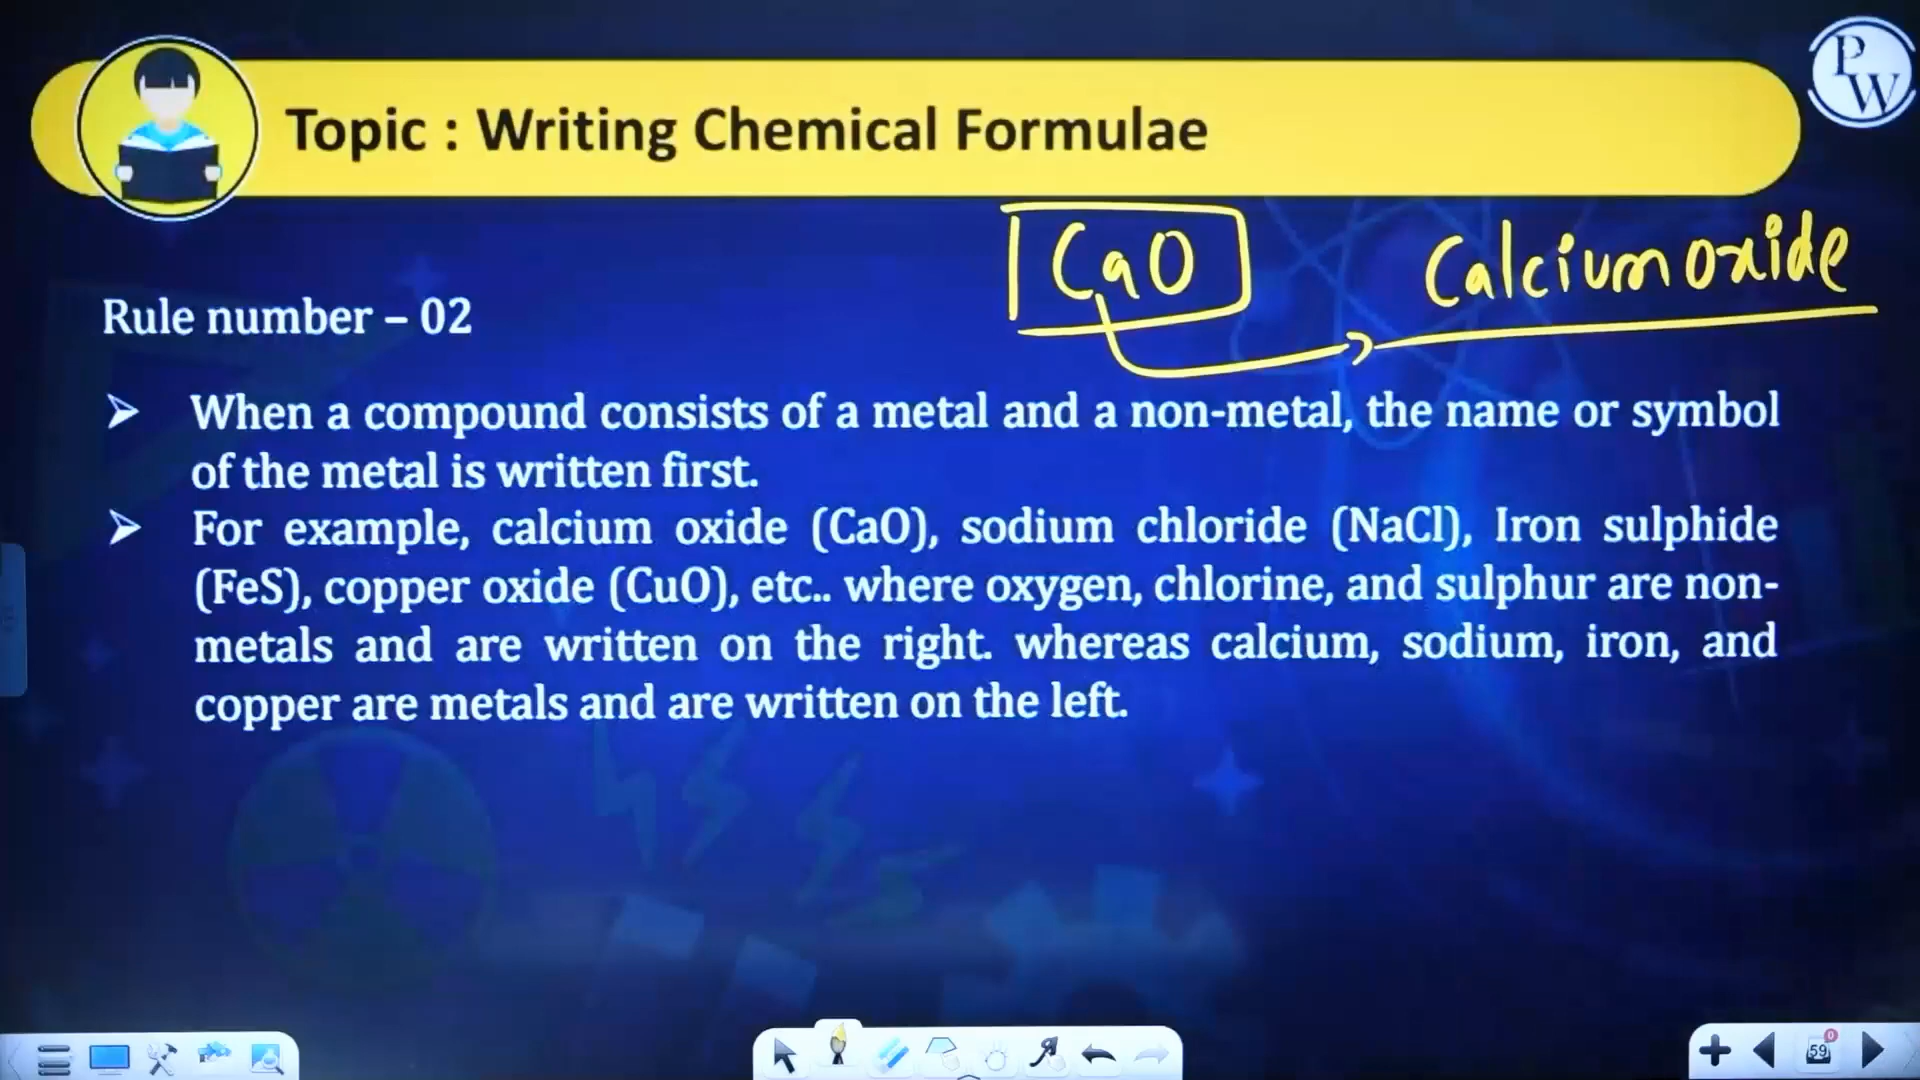 P
W
Topic : Writing Chemical Formulae
CaO
Calcium oxide
Rule number – 02
➤ When a compound consists of a metal and a non-metal, the name or symbol
of the metal is written first.
➤ For example, calcium oxide (CaO), sodium chloride (NaCl), Iron sulphide
(FeS), copper oxide (CuO), etc.. where oxygen, chlorine, and sulphur are non-
metals and are written on the right. whereas calcium, sodium, iron, and
copper are metals and are written on the left.
59
0